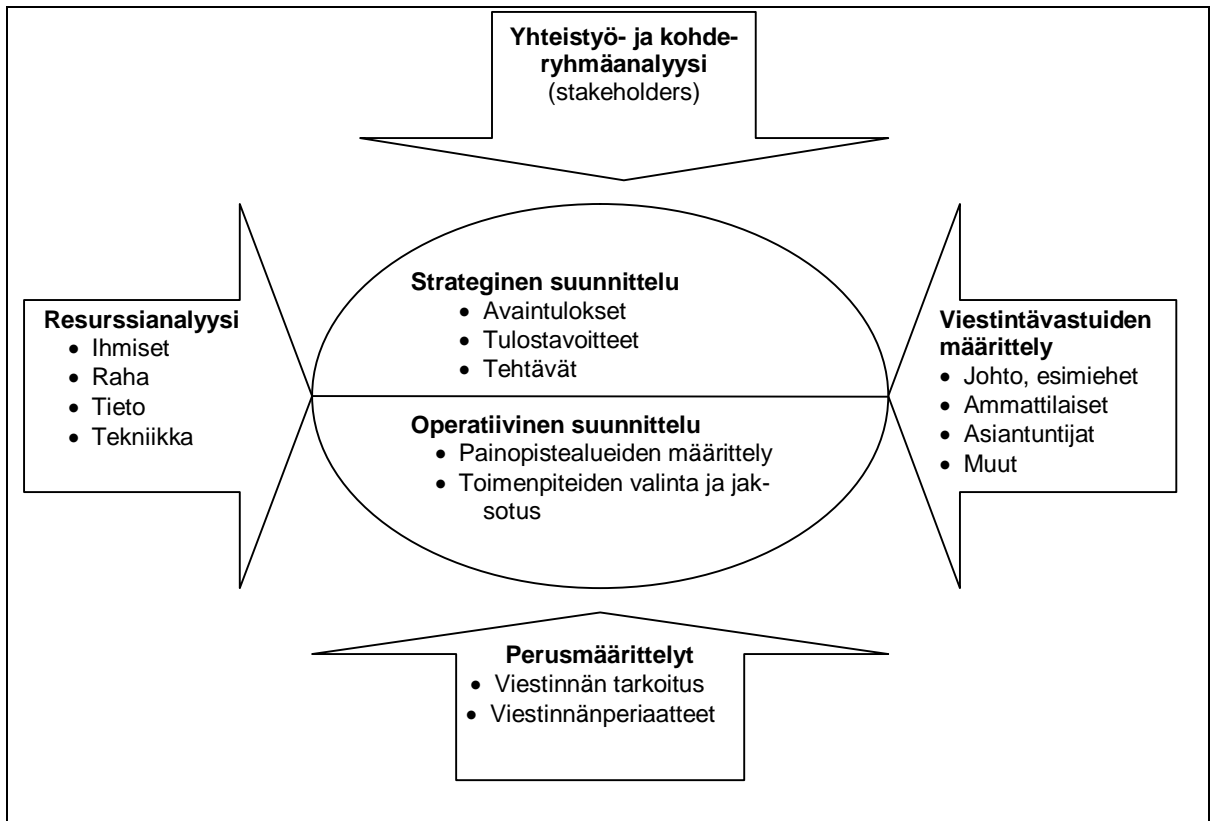 Yhteistyö- ja kohde-
ryhmäanalyysi
(stakeholders)
Strateginen suunnittelu
• Avaintulokset
• Tulostavoitteet
• Tehtävät
Operatiivinen suunnittelu
• Painopistealueiden määrittely
• Toimenpiteiden valinta ja jak-
sotus
Resurssianalyysi
• Ihmiset
• Raha
• Tieto
• Tekniikka
Viestintävastuiden
määrittely
• Johto, esimiehet
• Ammattilaiset
• Asiantuntijat
• Muut
Perusmäärittelyt
• Viestinnän tarkoitus
• Viestinnänperiaatteet